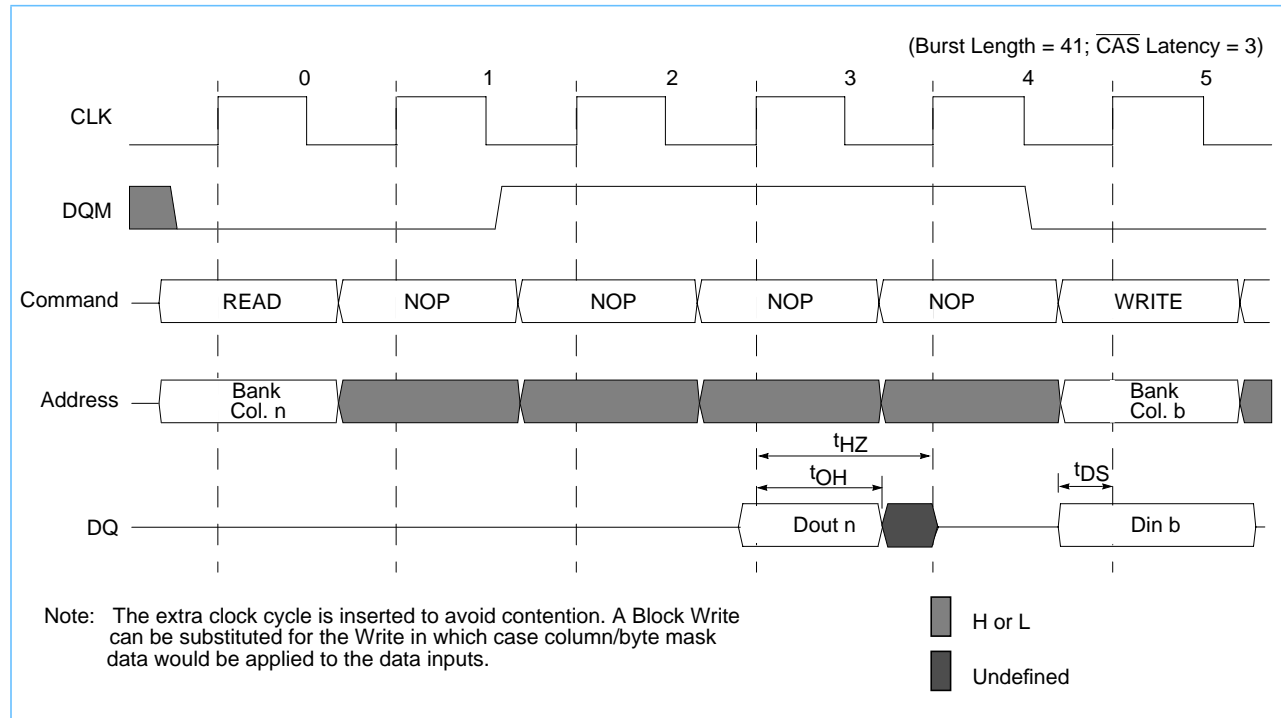 (Burst Length = 41; CAS Latency = 3)
0 1 2 3 4 5
CLK
DQM
Command READ NOP NOP NOP NOP WRITE
Address Bank Col. n Bank Col. b
tHZ
tOH tDS
DQ Dout n Din b
Note: The extra clock cycle is inserted to avoid contention. A Block Write
can be substituted for the Write in which case column/byte mask
data would be applied to the data inputs.
H or L
Undefined